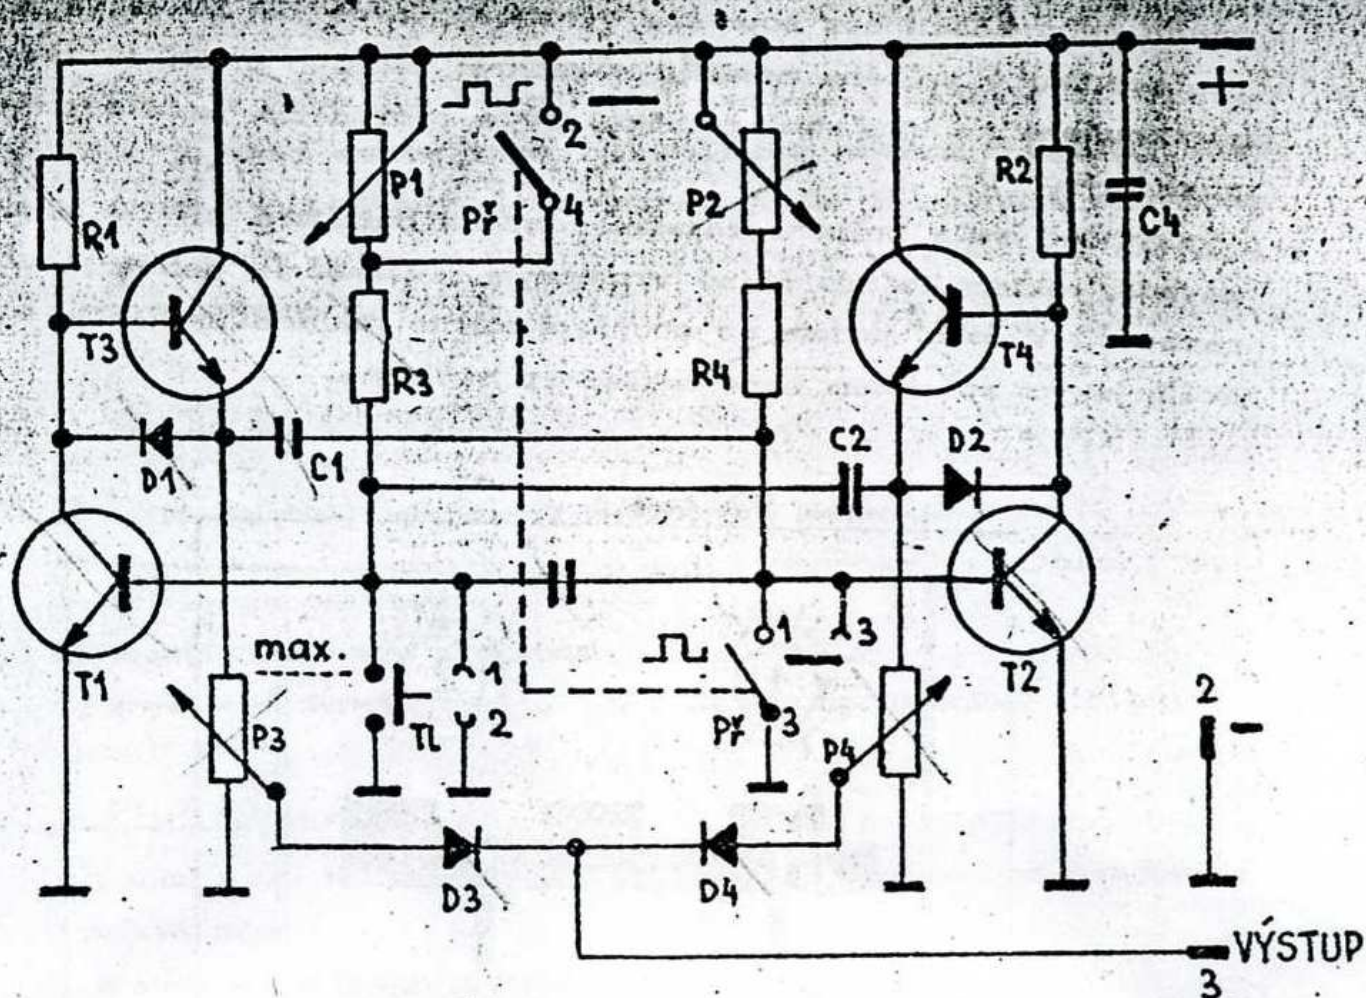 +
2
P1
R2
Př
4
P2
C4
R1
T3
T4
R3
R4
C2
D2
D1
C1
max.
1
3
T1
T2
2
−
P3
Tl
2
Př
3
P4
D3
D4
VÝSTUP
3